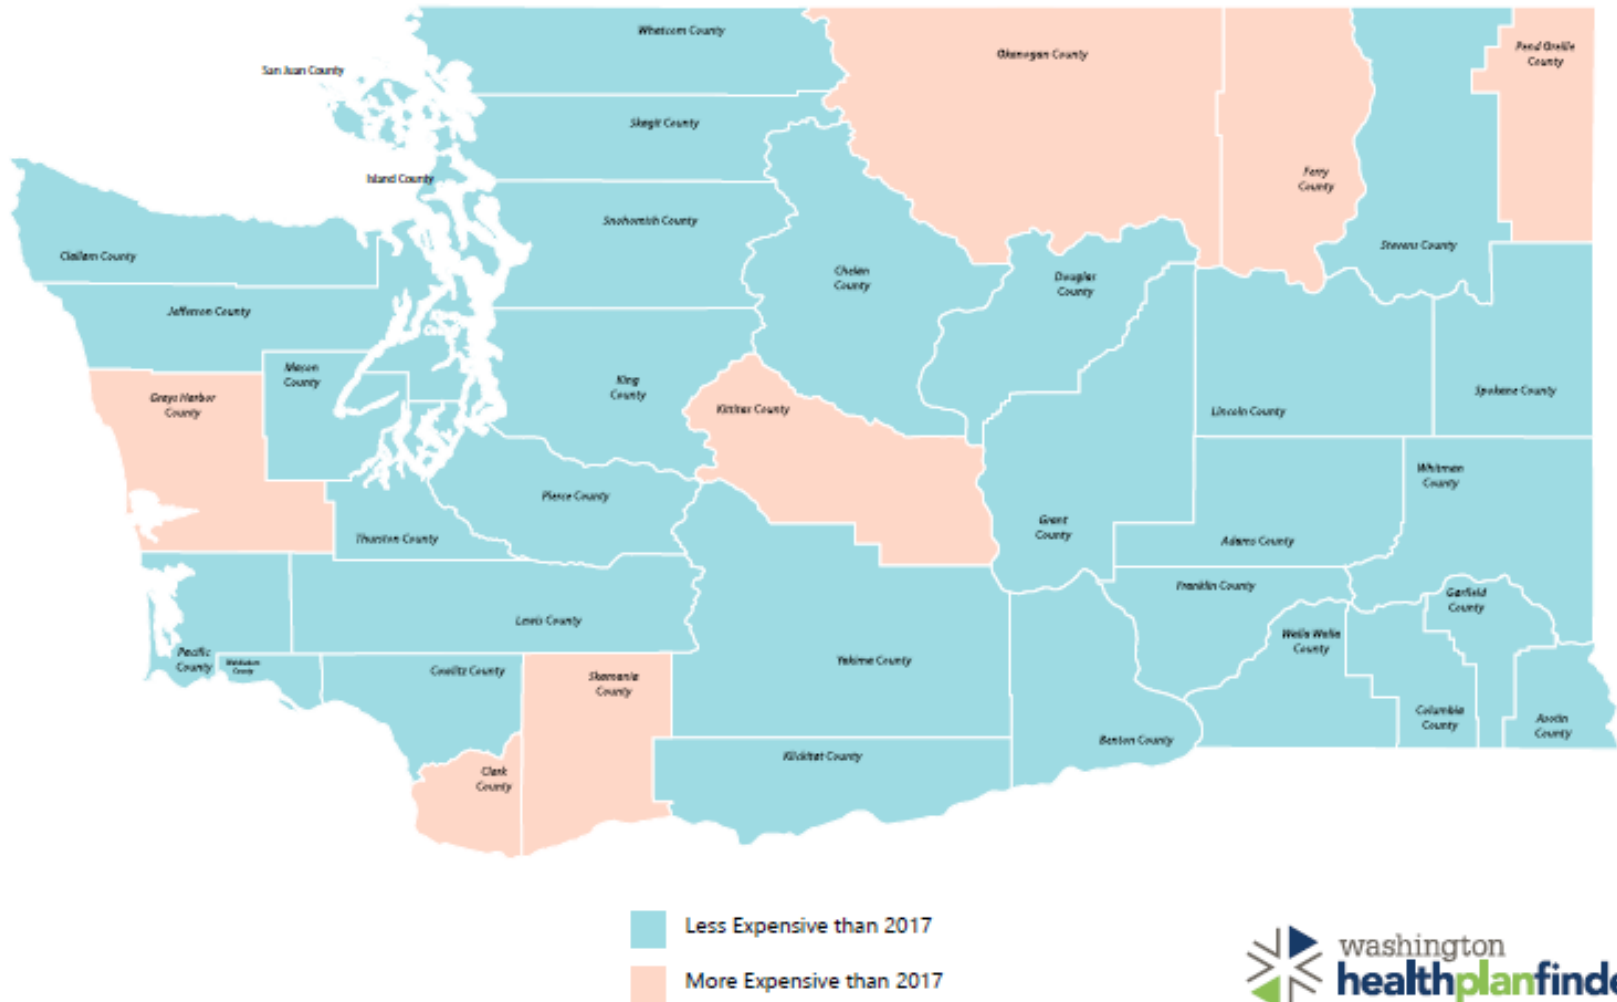 Whatcom County
San Juan County
Okanogan County
Pend Oreille
County
Skagit County
Island County
Ferry
County
Snohomish County
Stevens County
Clallam County
Chelan
County
Douglas
County
Jefferson County
Mason
County
King
County
Grays Harbor
County
Kittitas County
Lincoln County
Spokane County
Whitman
County
Pierce County
Grant
County
Thurston County
Adams County
Franklin County
Garfield
County
Lewis County
Walla Walla
County
Pacific
County
Wahkiakum
County
Cowlitz County
Skamania
County
Yakima County
Columbia
County
Asotin
County
Benton County
Klickitat County
Clark
County
Less Expensive than 2017
More Expensive than 2017
washington
healthplanfinde